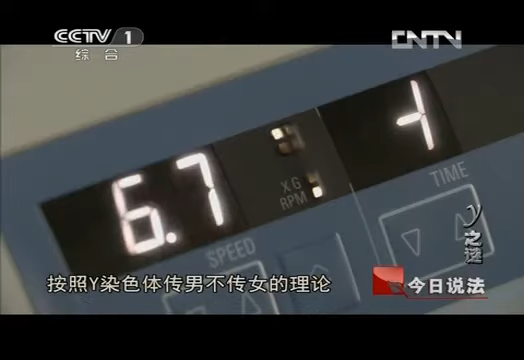 CCTV 1
综合
CNTV
6.7
X G
RPM
SPEED
TIME
Y之谜
按照Y染色体传男不传女的理论
今日说法